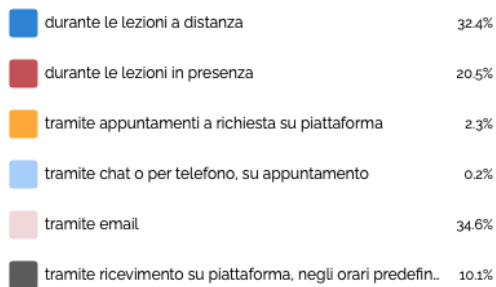 durante le lezioni a distanza 32.4%
durante le lezioni in presenza 20.5%
tramite appuntamenti a richiesta su piattaforma 2.3%
tramite chat o per telefono, su appuntamento 0.2%
tramite email 34.6%
tramite ricevimento su piattaforma, negli orari predefin... 10.1%